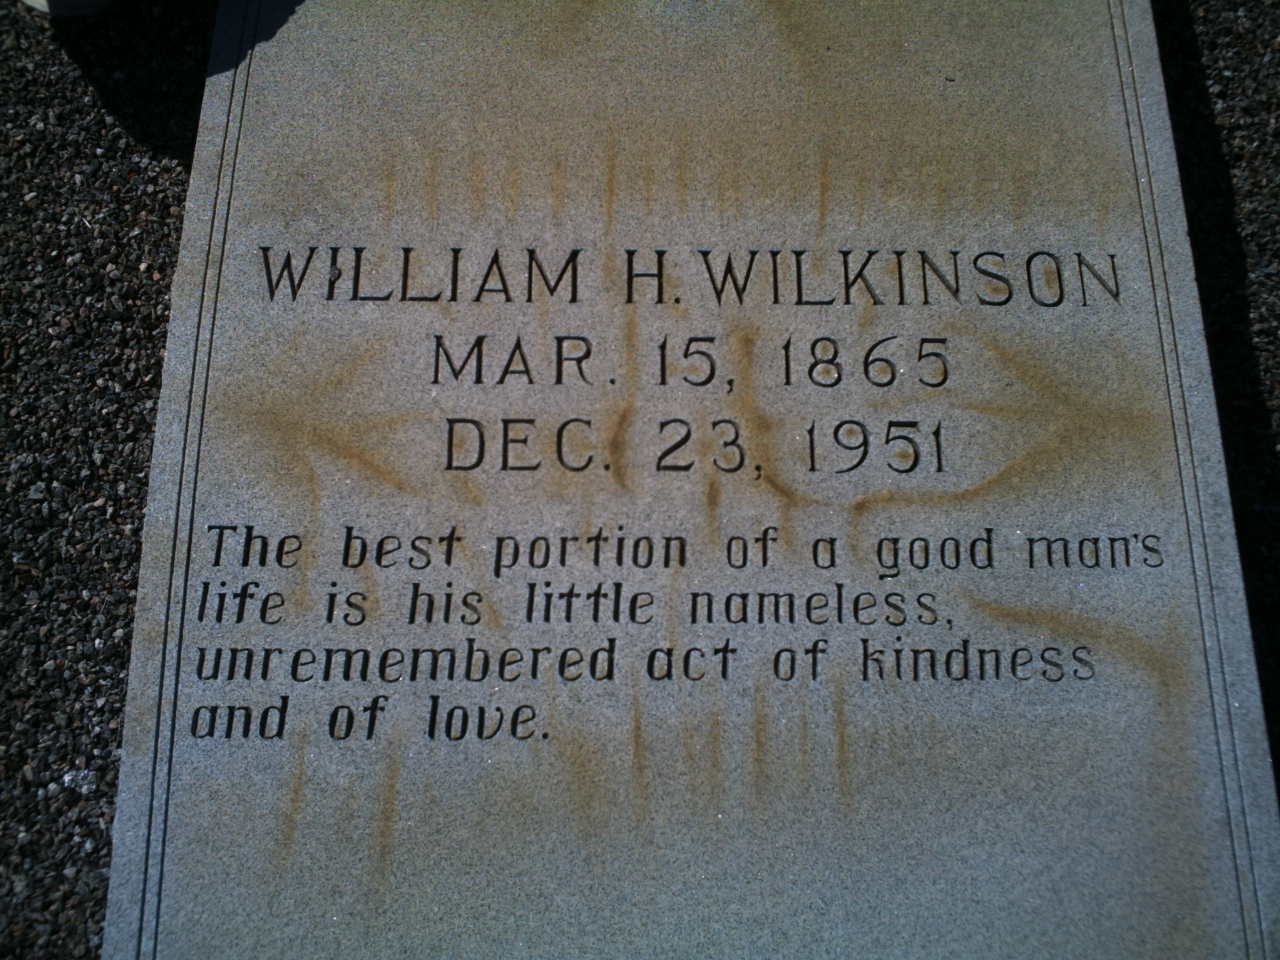 WILLIAM H. WILKINSON
MAR. 15, 1865
DEC. 23, 1951
The best portion of a good man's
life is his little nameless,
unremembered act of kindness
and of love.